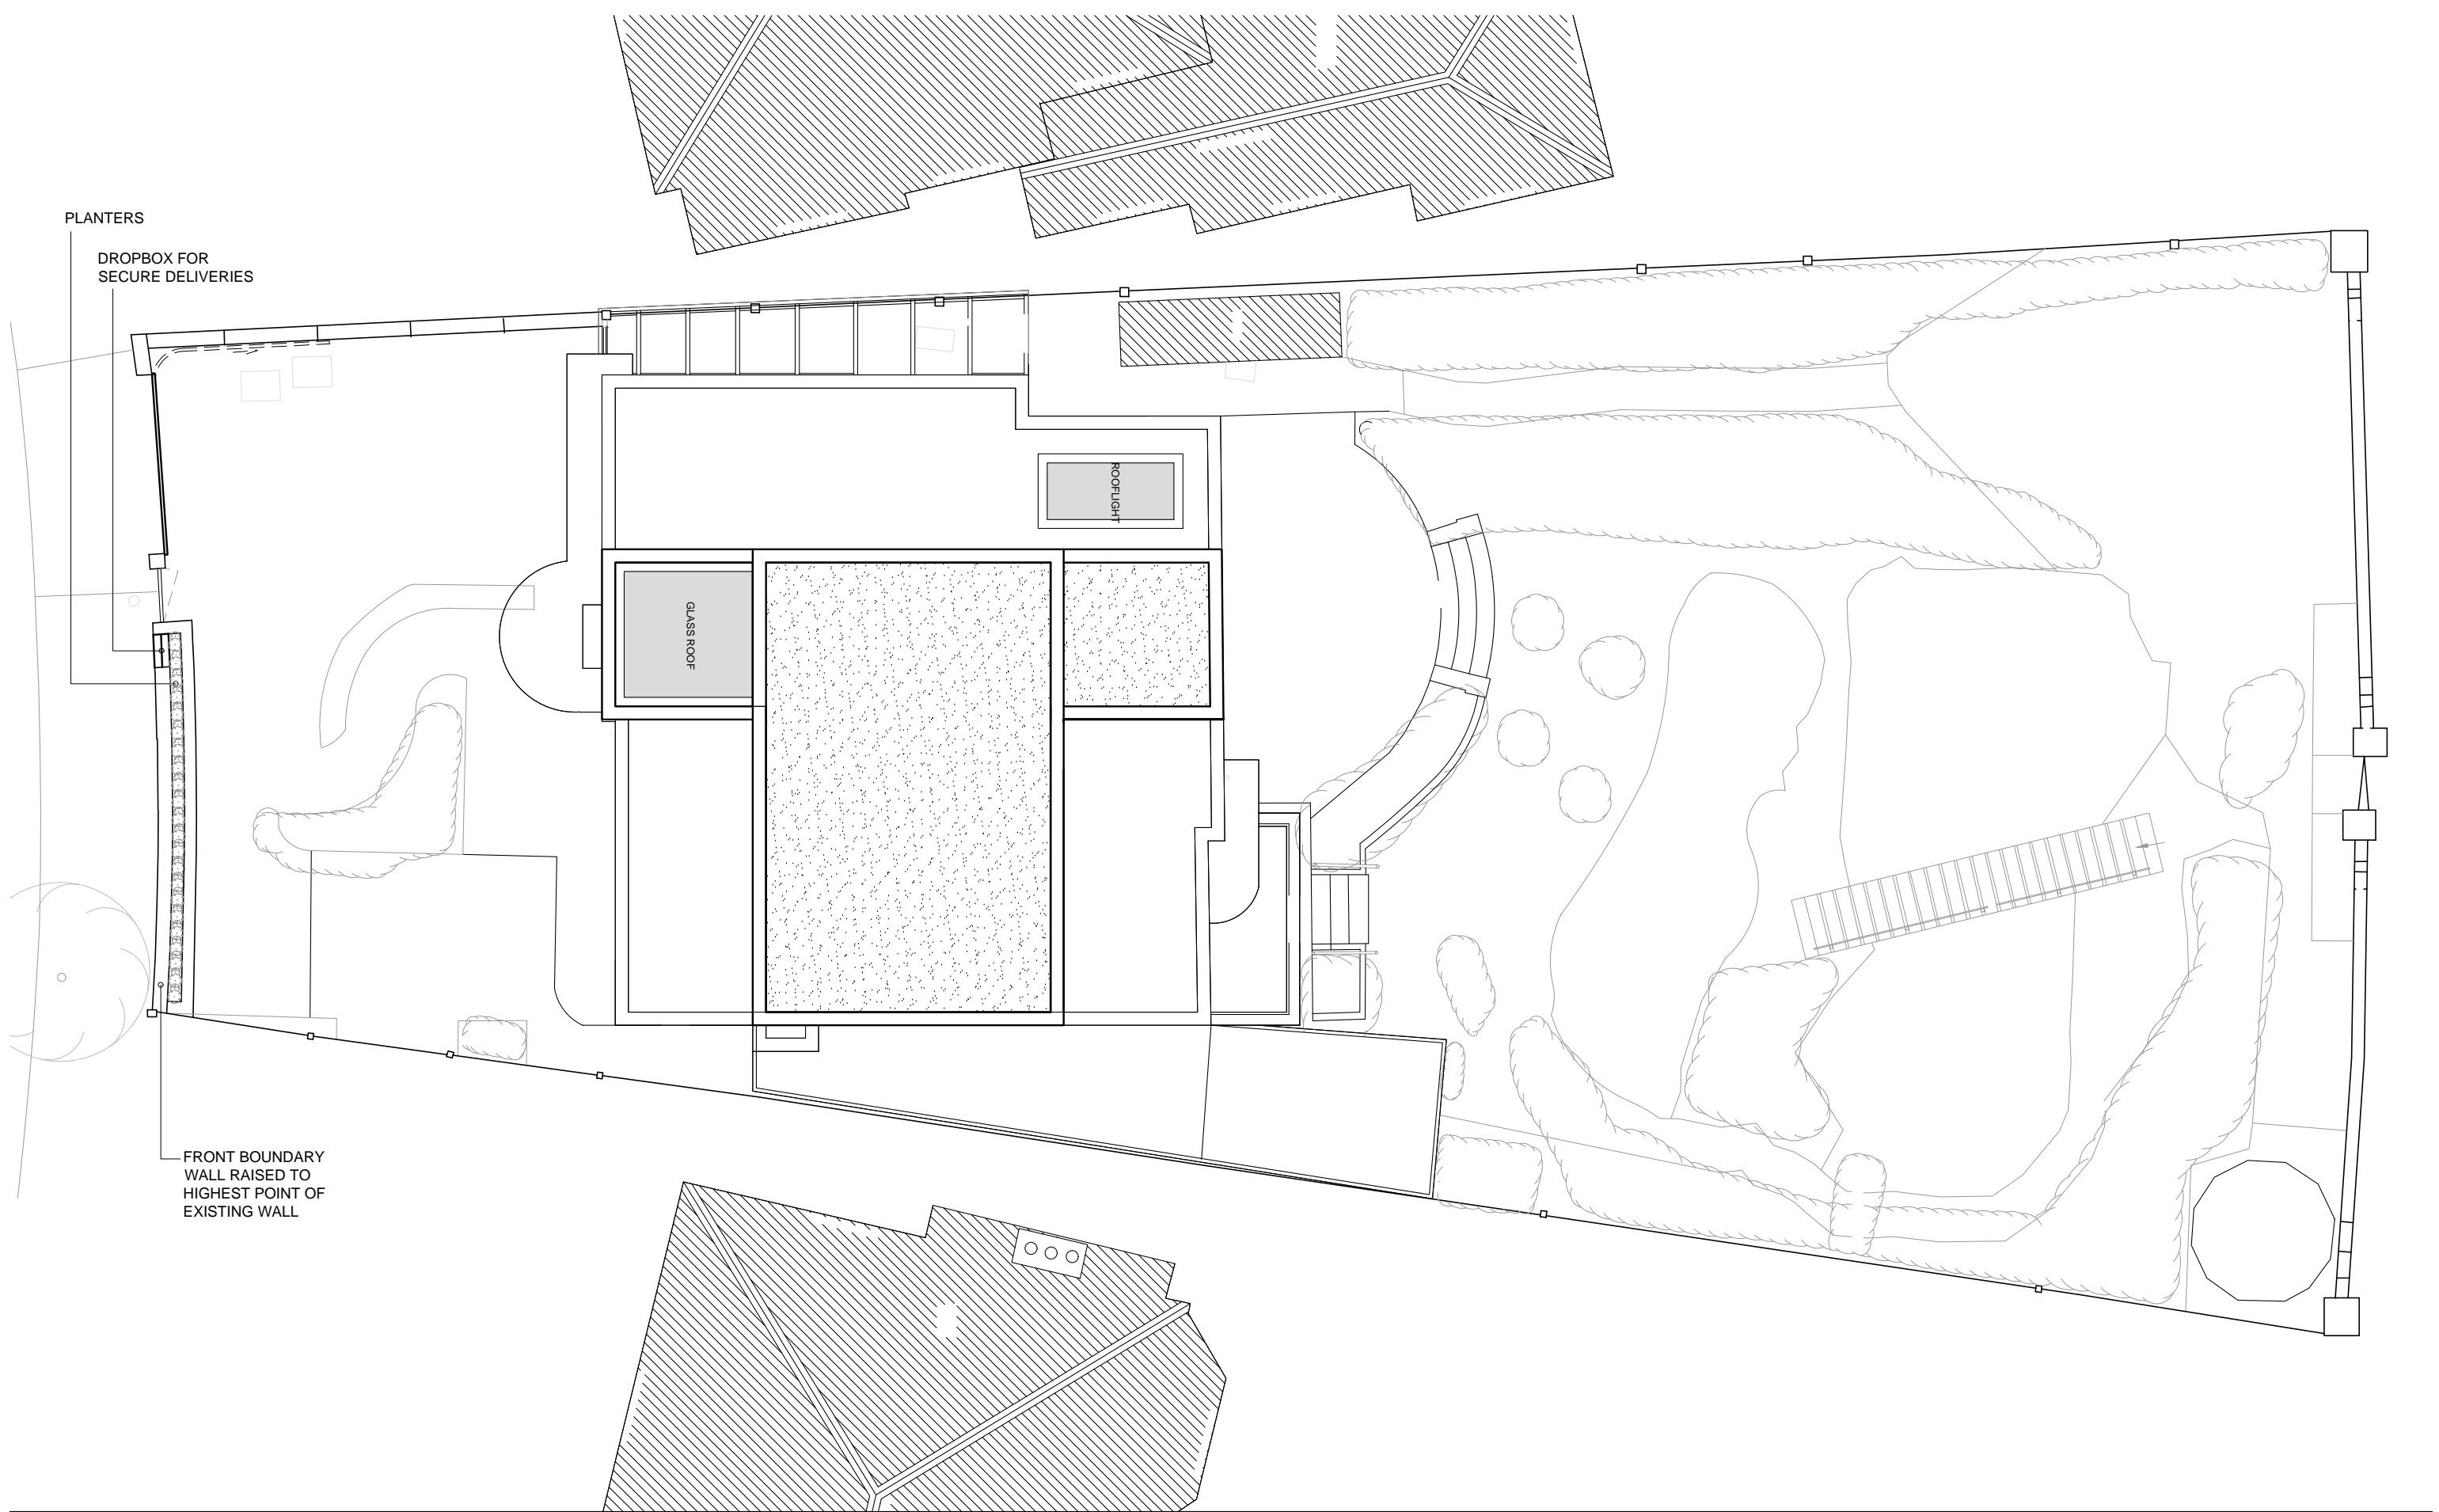 PLANTERS
DROPBOX FOR
SECURE DELIVERIES
ROOFLIGHT
GLASS ROOF
FRONT BOUNDARY
WALL RAISED TO
HIGHEST POINT OF
EXISTING WALL